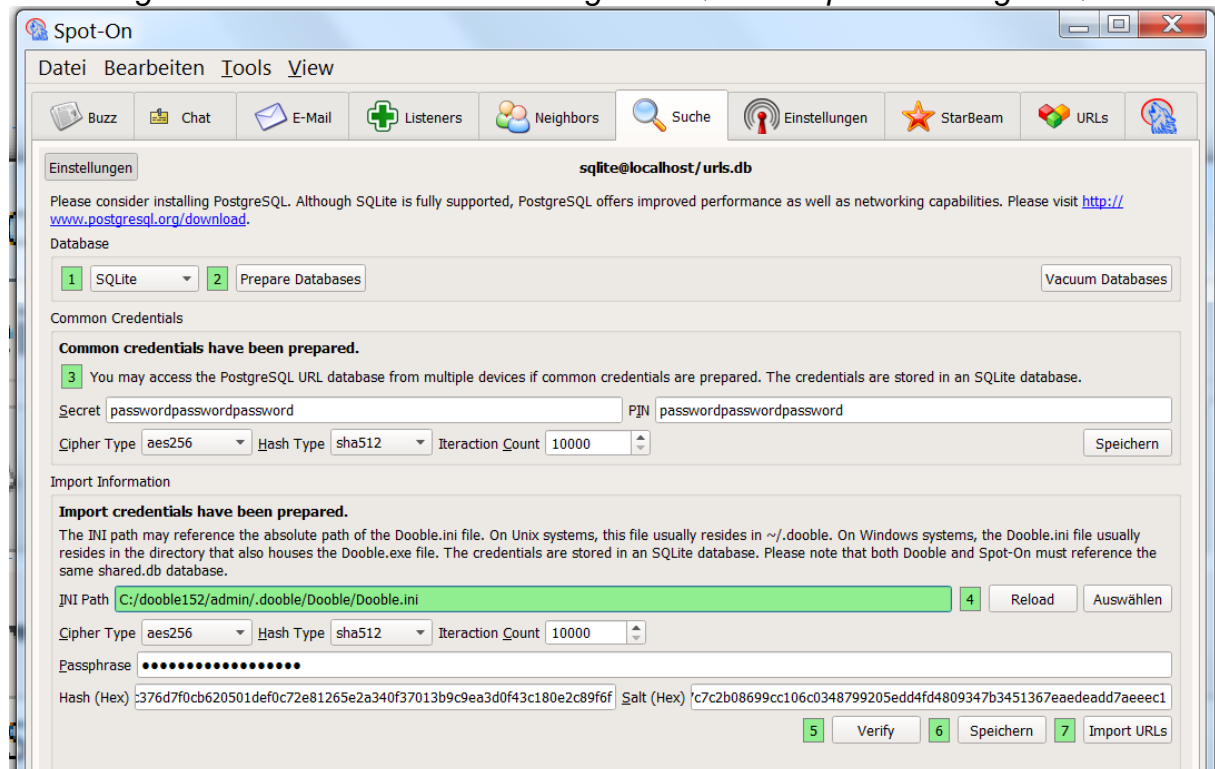 Spot-On
Datei Bearbeiten Tools View
Buzz Chat E-Mail Listeners Neighbors Suche Einstellungen StarBeam URLs
Einstellungen sqlite@localhost/urls.db
Please consider installing PostgreSQL. Although SQLite is fully supported, PostgreSQL offers improved performance as well as networking capabilities. Please visit http://
www.postgresql.org/download.
Database
1 SQLite 2 Prepare Databases Vacuum Databases
Common Credentials
Common credentials have been prepared.
3 You may access the PostgreSQL URL database from multiple devices if common credentials are prepared. The credentials are stored in an SQLite database.
Secret passwordpasswordpassword PIN passwordpasswordpassword
Cipher Type aes256 Hash Type sha512 Iteraction Count 10000 Speichern
Import Information
Import credentials have been prepared.
The INI path may reference the absolute path of the Dooble.ini file. On Unix systems, this file usually resides in ~/.dooble. On Windows systems, the Dooble.ini file usually
resides in the directory that also houses the Dooble.exe file. The credentials are stored in an SQLite database. Please note that both Dooble and Spot-On must reference the
same shared.db database.
INI Path C:/dooble152/admin/.dooble/Dooble/Dooble.ini 4 Reload Auswählen
Cipher Type aes256 Hash Type sha512 Iteraction Count 10000
Passphrase ••••••••••••••••••
Hash (Hex) :376d7f0cb620501def0c72e81265e2a340f37013b9c9ea3d0f43c180e2c89f6f Salt (Hex) 'c7c2b08699cc106c0348799205edd4fd4809347b3451367eaedeadd7aeeec1
5 Verify 6 Speichern 7 Import URLs